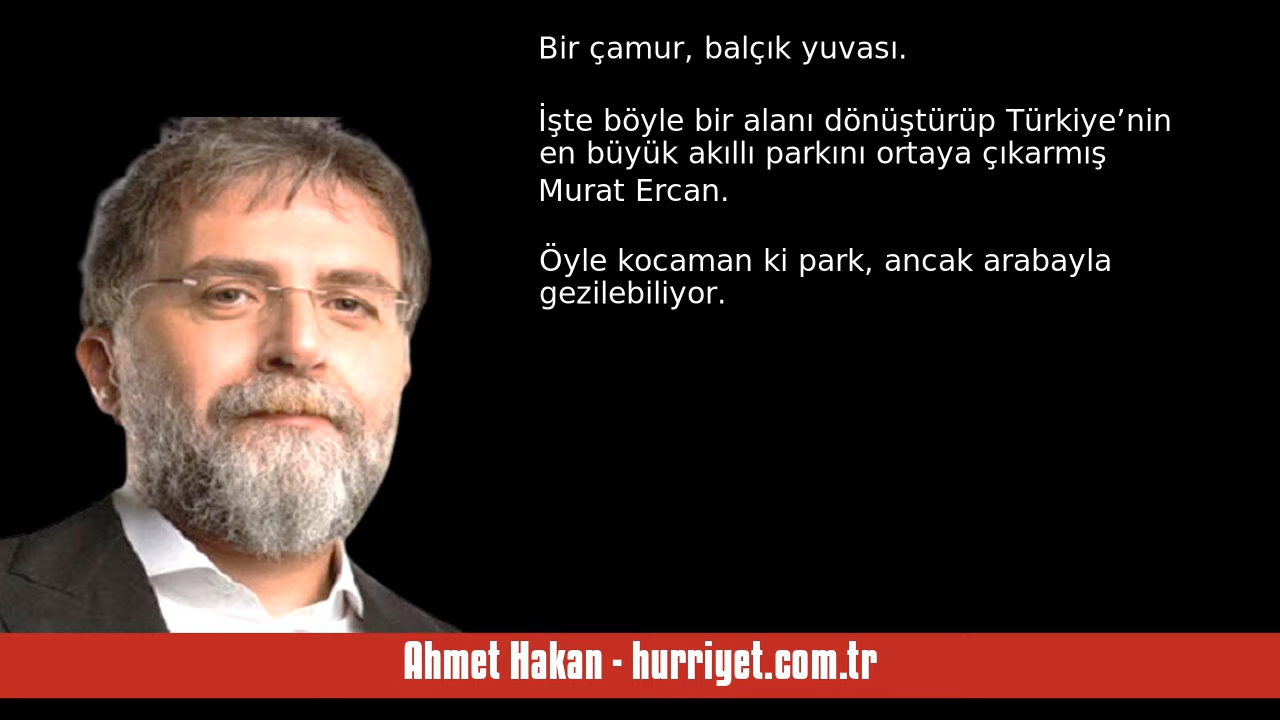 Bir çamur, balçık yuvası.
İşte böyle bir alanı dönüştürüp Türkiye’nin
en büyük akıllı parkını ortaya çıkarmış
Murat Ercan.
Öyle kocaman ki park, ancak arabayla
gezilebiliyor.
Ahmet Hakan - hurriyet.com.tr